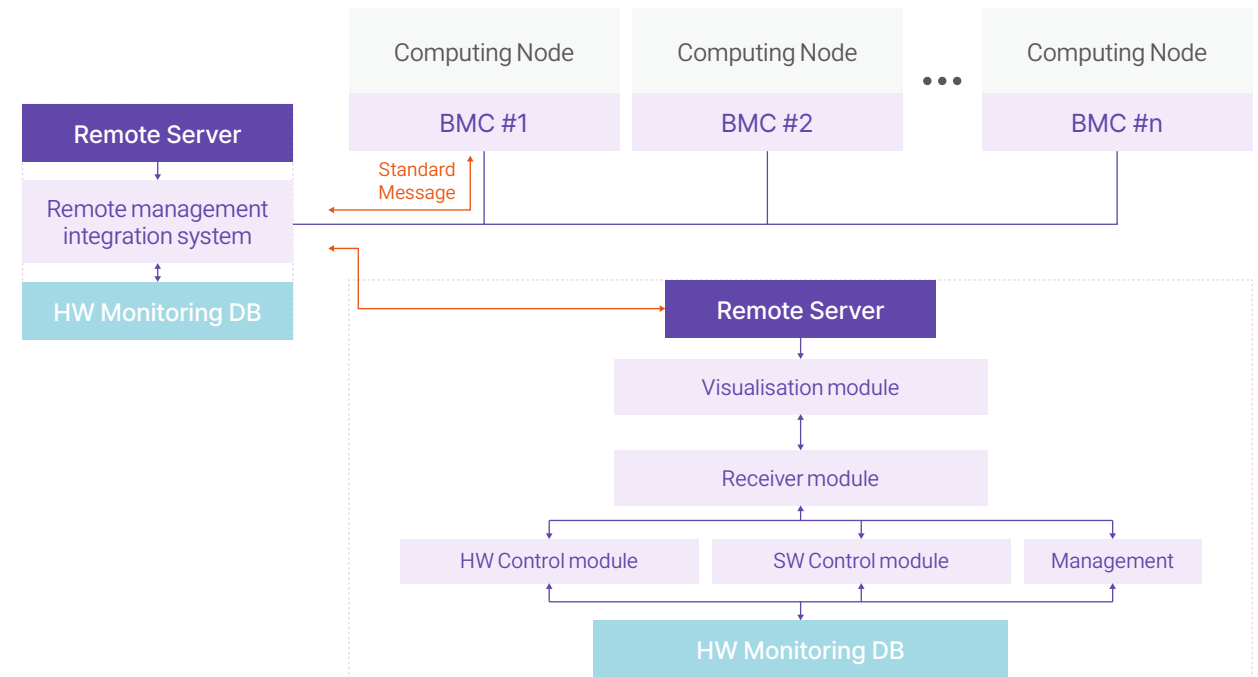 Computing Node
Computing Node
Computing Node
BMC #1
BMC #2
BMC #n
Remote Server
Standard
Message
Remote management
integration system
HW Monitoring DB
Remote Server
Visualisation module
Receiver module
HW Control module
SW Control module
Management
HW Monitoring DB